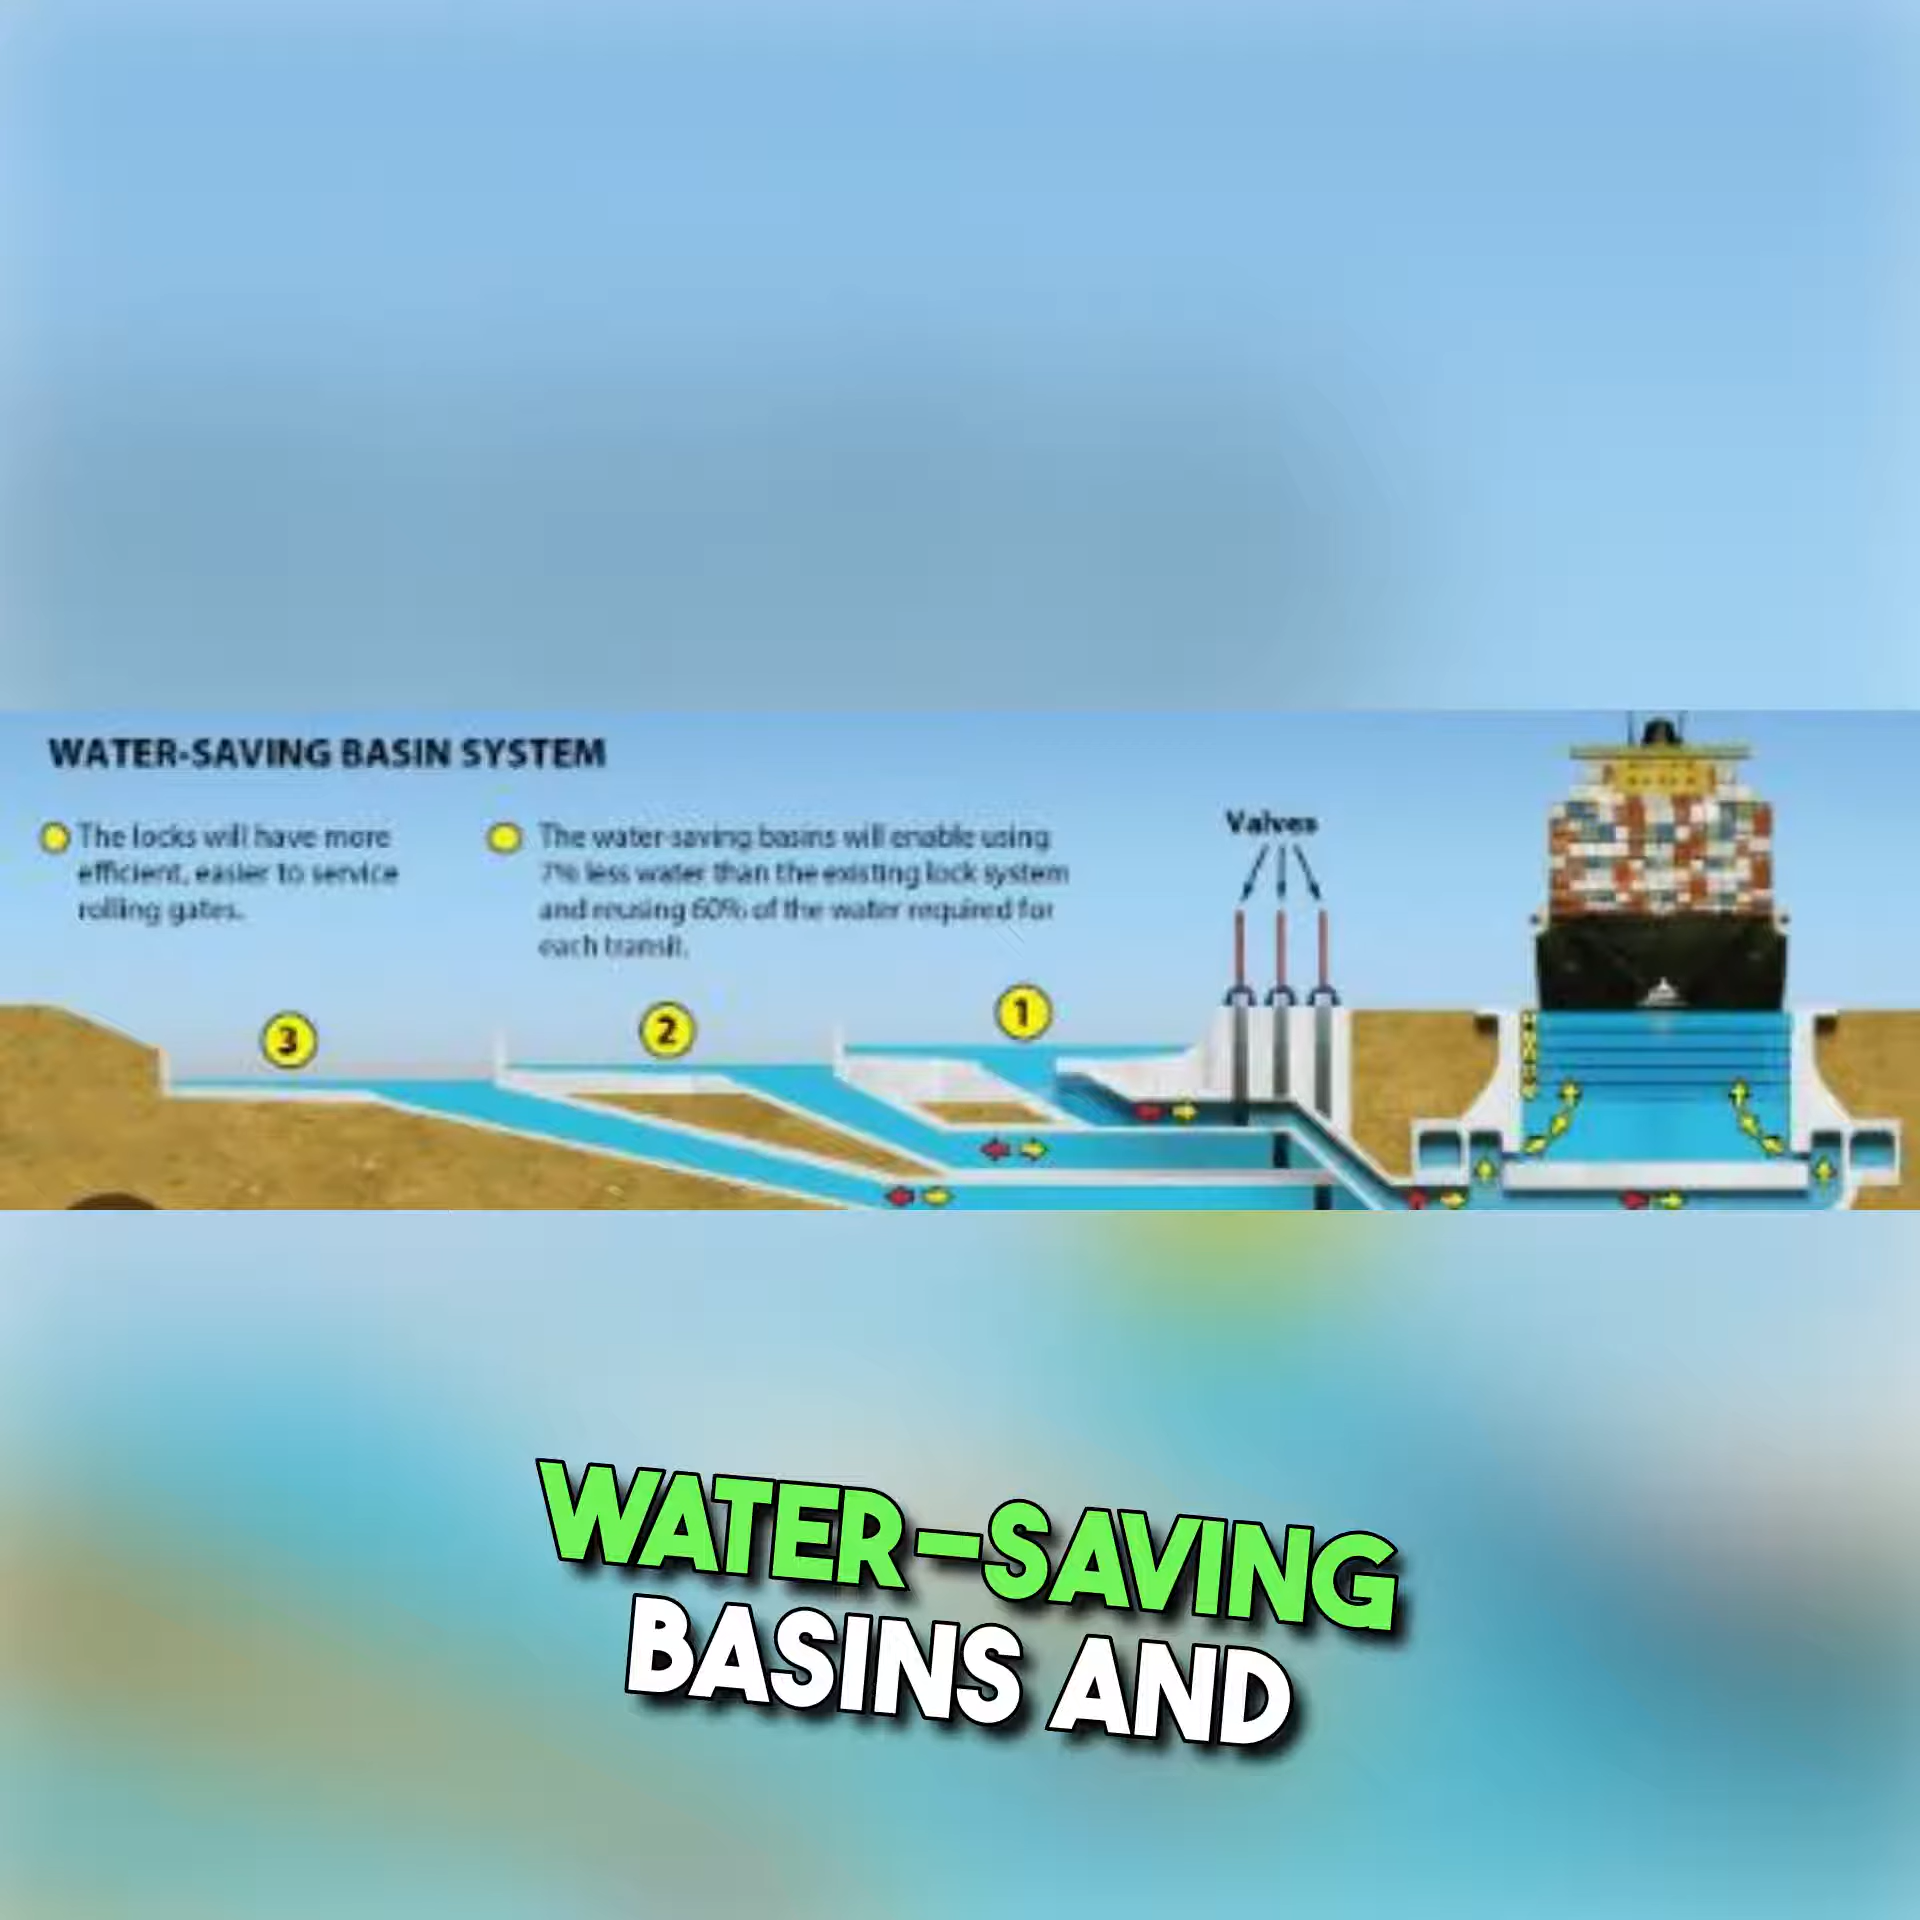 WATER-SAVING BASIN SYSTEM
The locks will have more
efficient, easier to service
rolling gates.
The water-saving basins will enable using
7% less water than the existing lock system
and reusing 60% of the water required for
each transit.
Valves
3
2
1
WATER-SAVING
BASINS AND